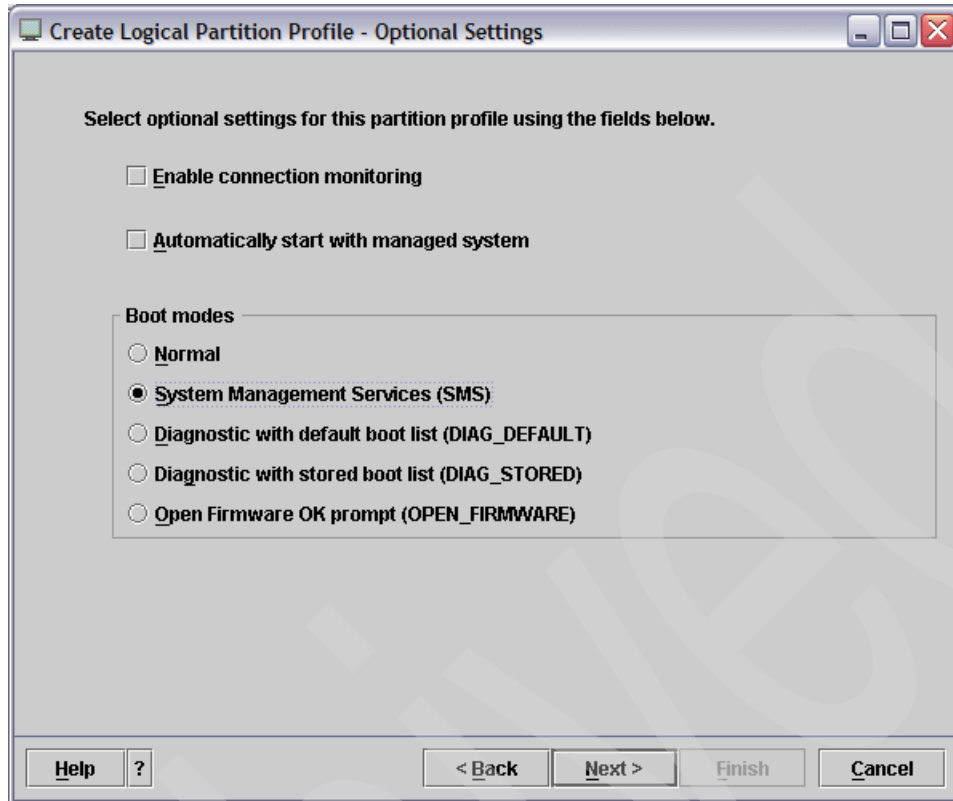 Create Logical Partition Profile - Optional Settings
Select optional settings for this partition profile using the fields below.
Enable connection monitoring
Automatically start with managed system
Boot modes
Normal
System Management Services (SMS)
Diagnostic with default boot list (DIAG_DEFAULT)
Diagnostic with stored boot list (DIAG_STORED)
Open Firmware OK prompt (OPEN_FIRMWARE)
Help ? < Back Next > Finish Cancel